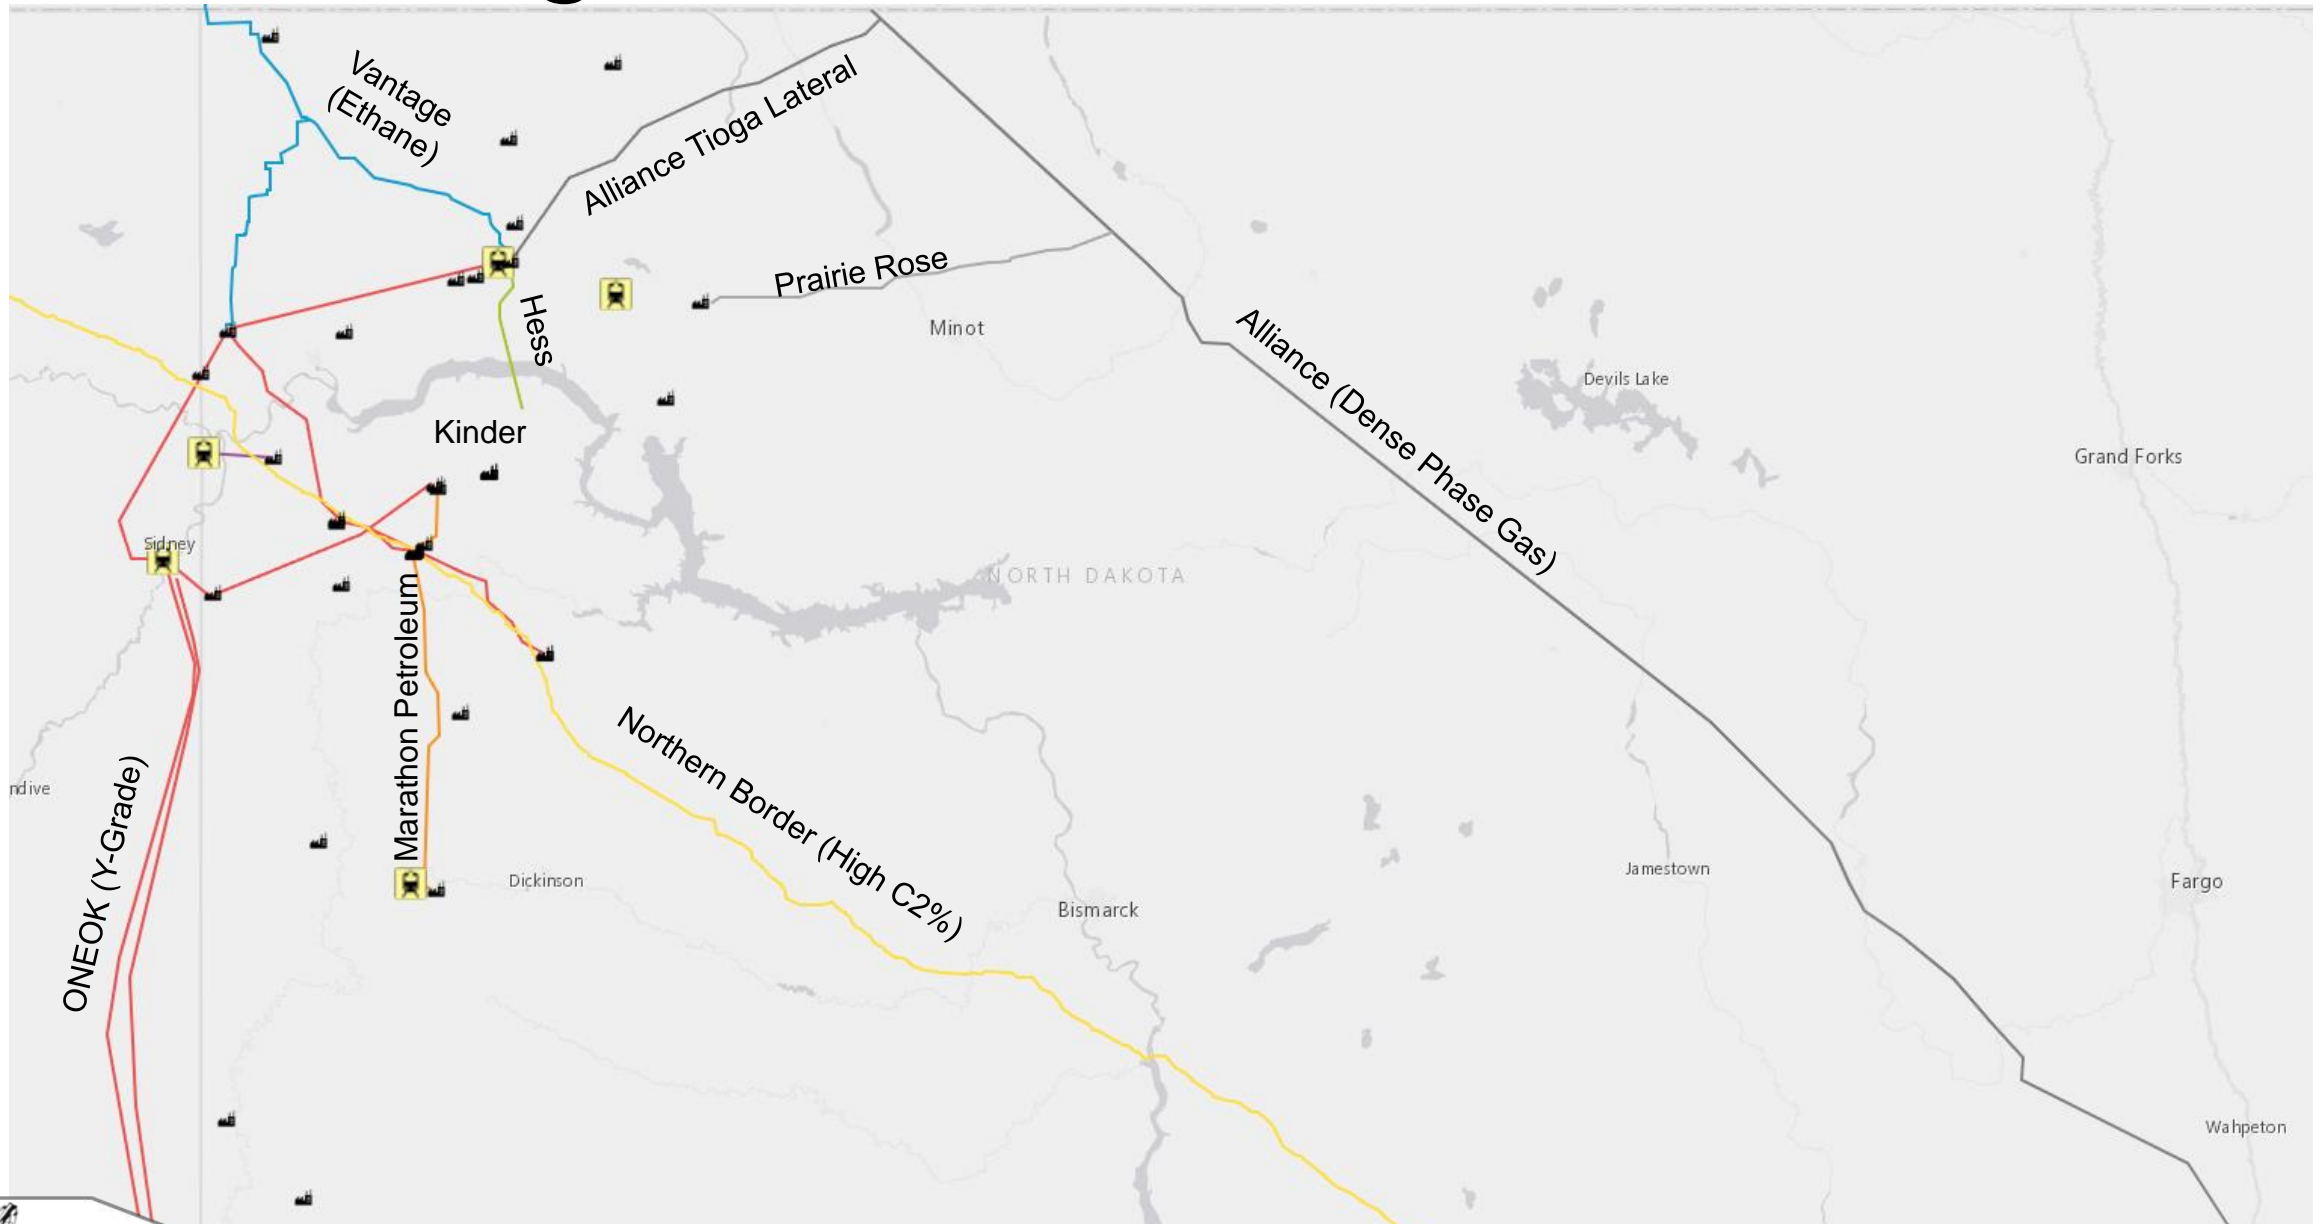 Vantage
(Ethane)
Alliance Tioga Lateral
Prairie Rose
Hess
Minot
Alliance (Dense Phase Gas)
Devils Lake
Kinder
Grand Forks
Sidney
NORTH DAKOTA
Marathon Petroleum
Northern Border (High C2%)
ndive
ONEOK (Y-Grade)
Dickinson
Jamestown
Fargo
Bismarck
Wahpeton